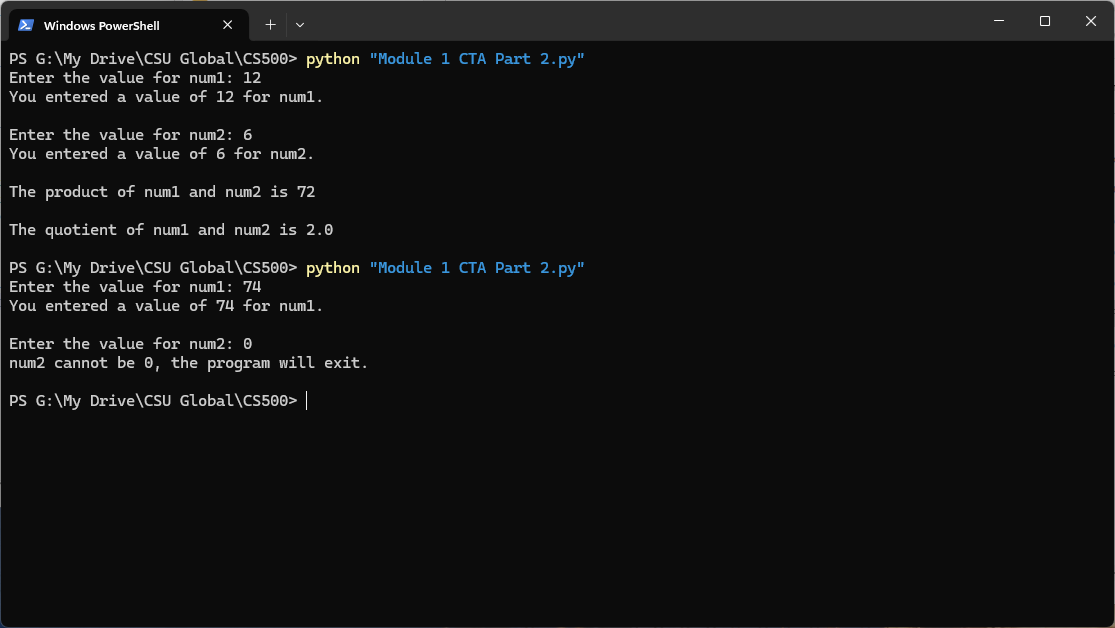 Windows PowerShell
PS G:\My Drive\CSU Global\CS500> python "Module 1 CTA Part 2.py"
Enter the value for num1: 12
You entered a value of 12 for num1.
Enter the value for num2: 6
You entered a value of 6 for num2.
The product of num1 and num2 is 72
The quotient of num1 and num2 is 2.0
PS G:\My Drive\CSU Global\CS500> python "Module 1 CTA Part 2.py"
Enter the value for num1: 74
You entered a value of 74 for num1.
Enter the value for num2: 0
num2 cannot be 0, the program will exit.
PS G:\My Drive\CSU Global\CS500>